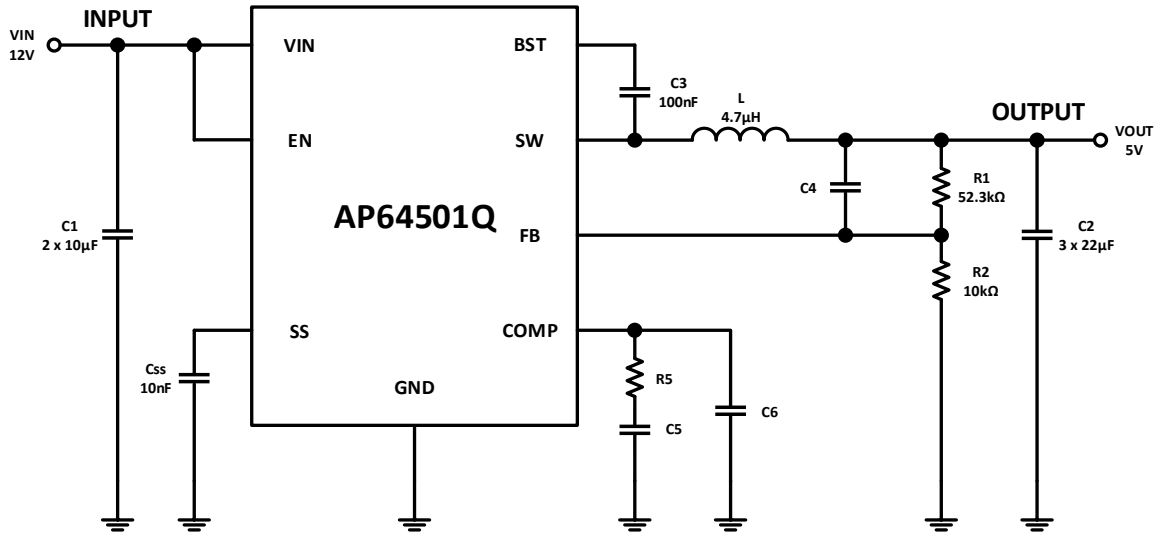 INPUT
VIN
12V
VIN
BST
C3
100nF
L
4.7µH
OUTPUT
VOUT
5V
EN
SW
C4
R1
52.3kΩ
AP64501Q
C1
2 x 10µF
FB
C2
3 x 22µF
R2
10kΩ
SS
COMP
Css
10nF
GND
R5
C5
C6